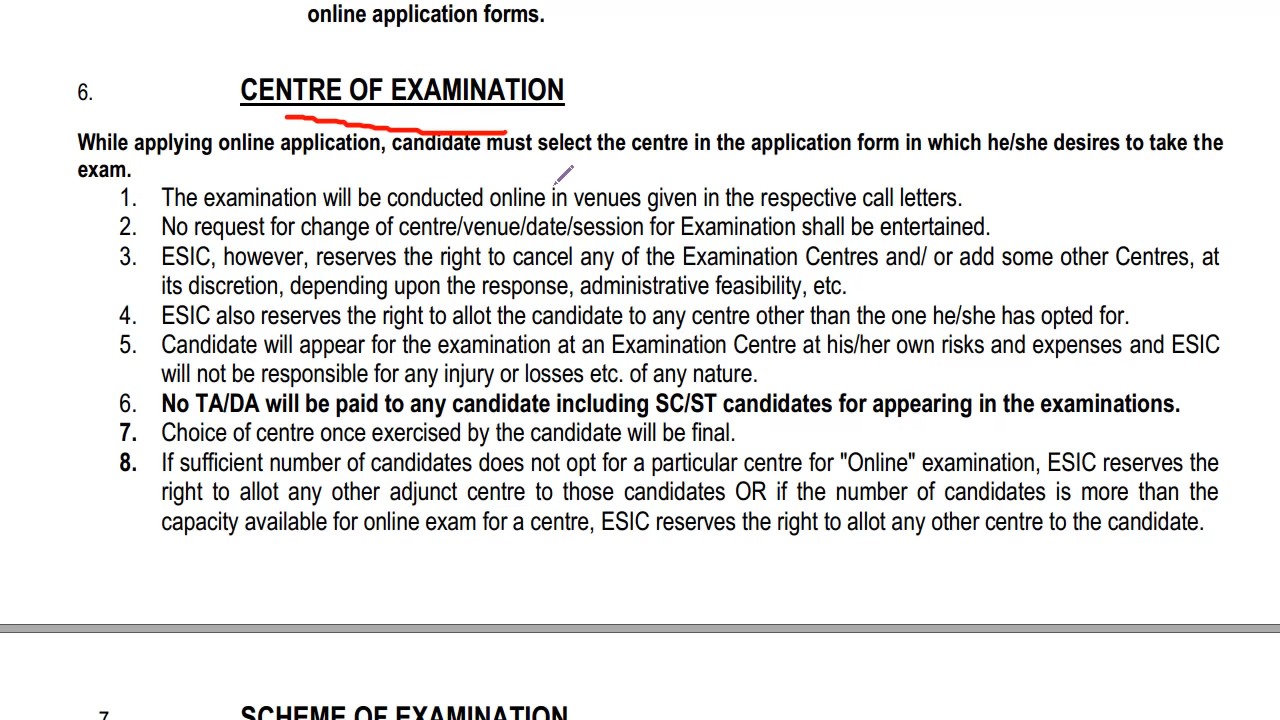 online application forms.
6. CENTRE OF EXAMINATION
While applying online application, candidate must select the centre in the application form in which he/she desires to take the
exam.
1. The examination will be conducted online in venues given in the respective call letters.
2. No request for change of centre/venue/date/session for Examination shall be entertained.
3. ESIC, however, reserves the right to cancel any of the Examination Centres and/ or add some other Centres, at
its discretion, depending upon the response, administrative feasibility, etc.
4. ESIC also reserves the right to allot the candidate to any centre other than the one he/she has opted for.
5. Candidate will appear for the examination at an Examination Centre at his/her own risks and expenses and ESIC
will not be responsible for any injury or losses etc. of any nature.
6. No TA/DA will be paid to any candidate including SC/ST candidates for appearing in the examinations.
7. Choice of centre once exercised by the candidate will be final.
8. If sufficient number of candidates does not opt for a particular centre for "Online" examination, ESIC reserves the
right to allot any other adjunct centre to those candidates OR if the number of candidates is more than the
capacity available for online exam for a centre, ESIC reserves the right to allot any other centre to the candidate.
7 SCHEME OF EXAMINATION